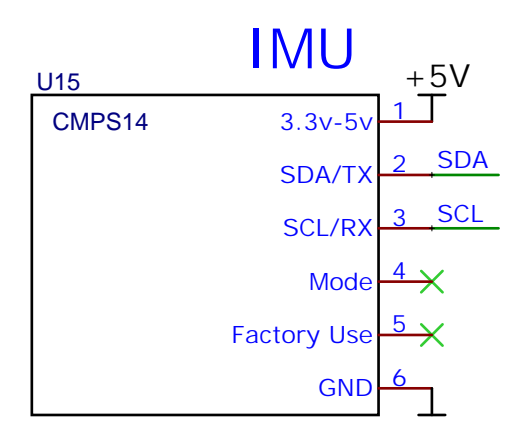 IMU
U15
+5V
CMPS14
3.3v-5v 1
SDA/TX 2 SDA
SCL/RX 3 SCL
Mode 4
Factory Use 5
GND 6